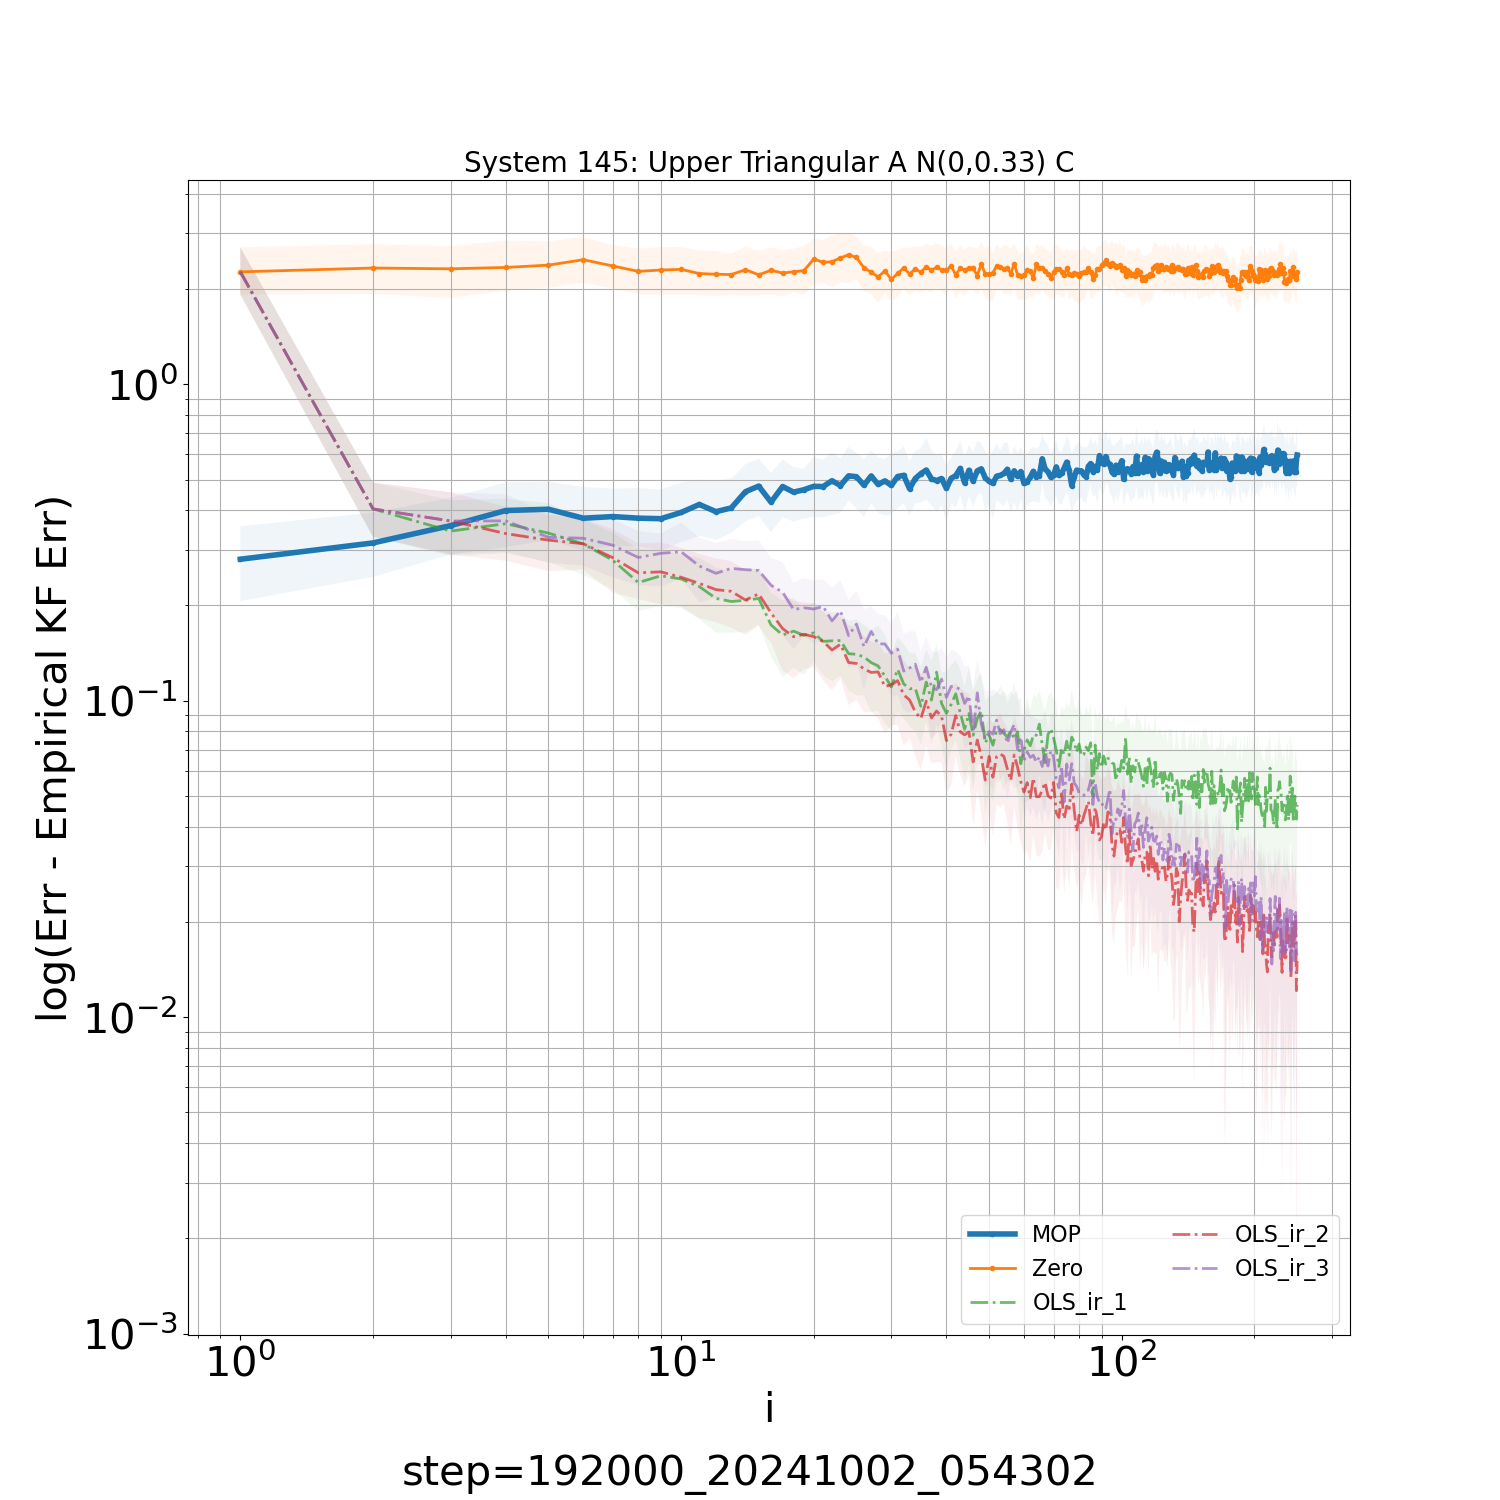 System 145: Upper Triangular A N(0,0.33) C
log(Err - Empirical KF Err)
10^0
10^-1
10^-2
10^-3
10^0 10^1 10^2
MOP
Zero
OLS_ir_1
OLS_ir_2
OLS_ir_3
i
step=192000_20241002_054302